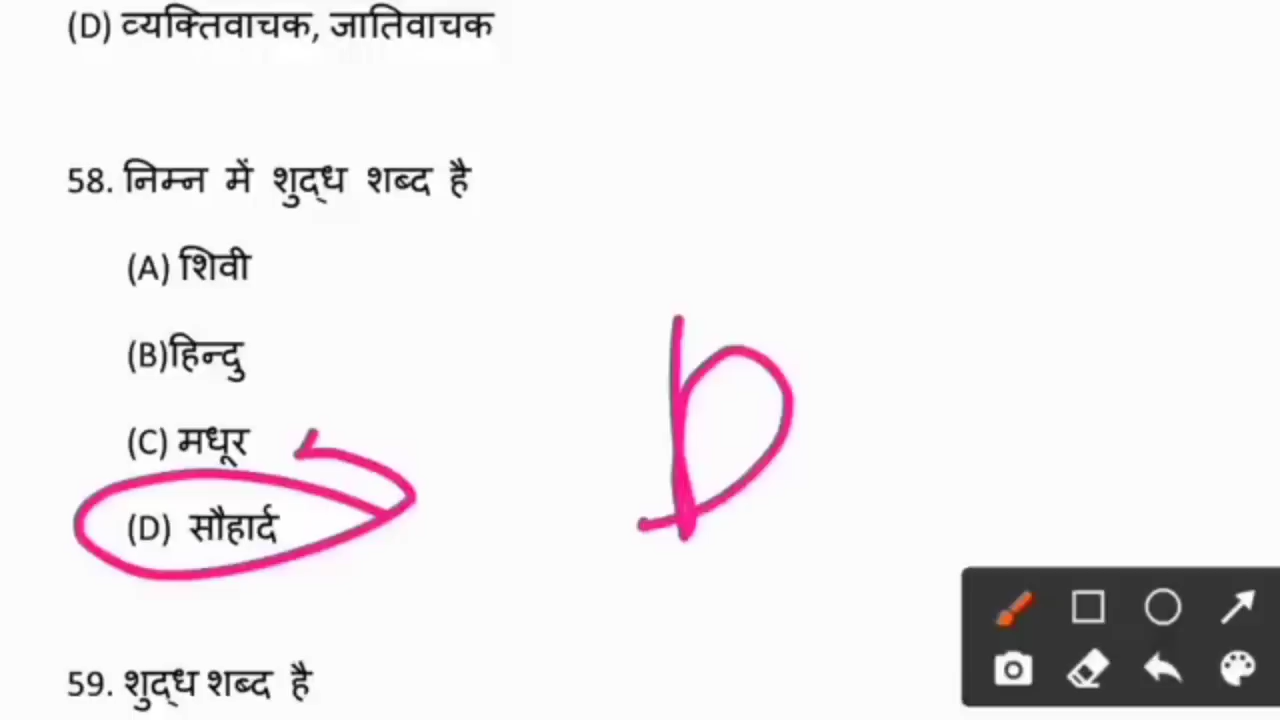 (D) व्यक्तिवाचक, जातिवाचक
58. निम्न में शुद्ध शब्द है
(A) शिवी
(B)हिन्दु
(C) मधूर
(D) सौहार्द
D
59. शुद्ध शब्द है